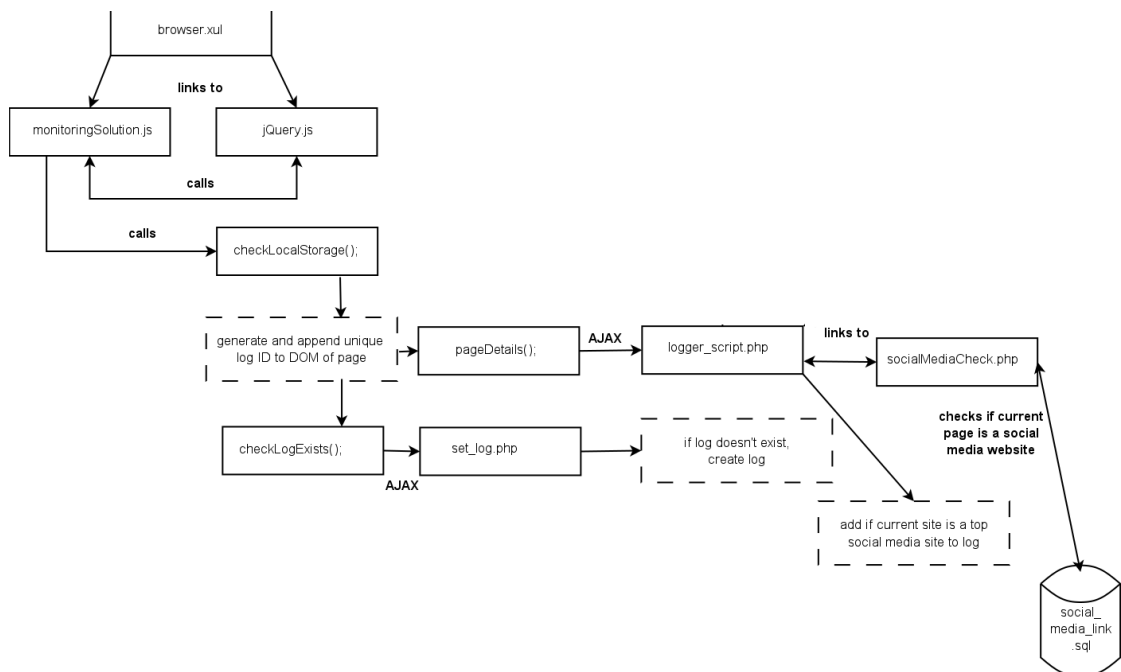 browser.xul
links to
monitoringSolution.js
jQuery.js
calls
calls
checkLocalStorage( );
generate and append unique
log ID to DOM of page
pageDetails( );
AJAX
logger_script.php
links to
socialMediaCheck.php
checks if current
page is a social
media website
checkLogExists( );
AJAX
set_log.php
if log doesn't exist,
create log
add if current site is a top
social media site to log
social_
media_link
.sql